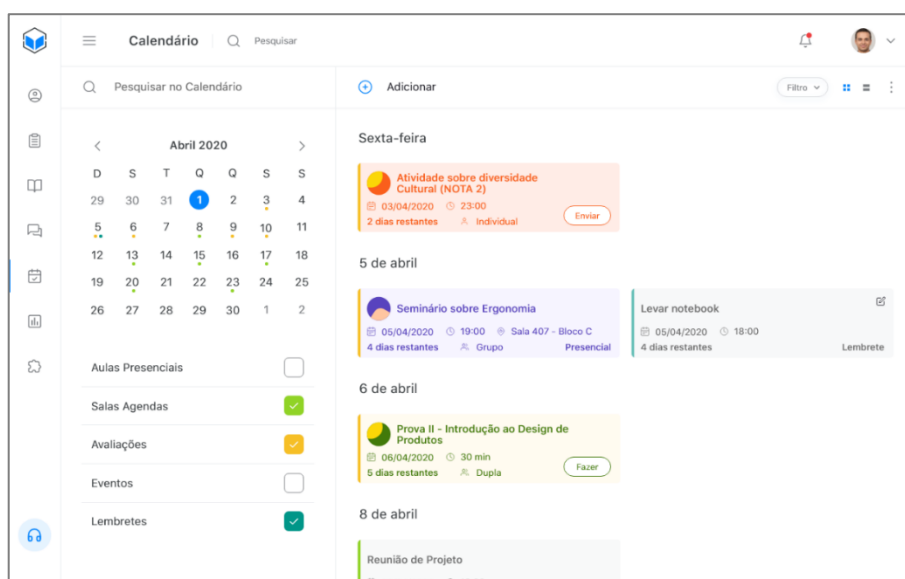 Calendário
Pesquisar
Pesquisar no Calendário
Adicionar
Filtro
Abril 2020
D S T Q Q S S
29 30 31 1 2 3 4
5 6 7 8 9 10 11
12 13 14 15 16 17 18
19 20 21 22 23 24 25
26 27 28 29 30 1 2
Aulas Presenciais
Salas Agendas
Avaliações
Eventos
Lembretes
Sexta-feira
Atividade sobre diversidade
Cultural (NOTA 2)
03/04/2020 23:00
2 dias restantes Individual
Enviar
5 de abril
Seminário sobre Ergonomia
05/04/2020 19:00 Sala 407 - Bloco C
4 dias restantes Grupo Presencial
Levar notebook
05/04/2020 18:00
4 dias restantes Lembrete
6 de abril
Prova II - Introdução ao Design de
Produtos
06/04/2020 30 min
5 dias restantes Dupla
Fazer
8 de abril
Reunião de Projeto